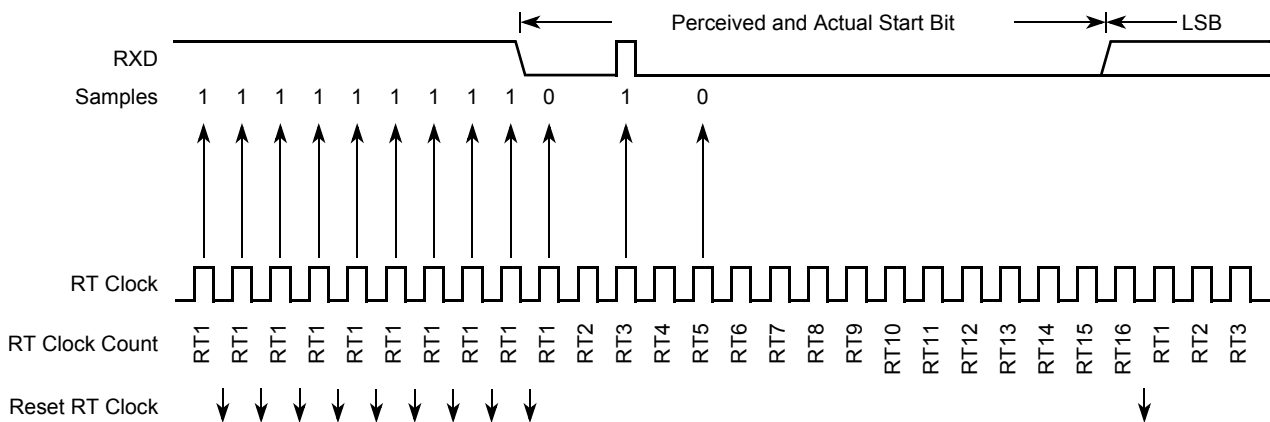 Perceived and Actual Start Bit LSB
RXD
Samples 1 1 1 1 1 1 1 1 1 0 1 0
RT Clock
RT Clock Count RT1 RT1 RT1 RT1 RT1 RT1 RT1 RT1 RT1 RT1 RT2 RT3 RT4 RT5 RT6 RT7 RT8 RT9 RT10 RT11 RT12 RT13 RT14 RT15 RT16 RT1 RT2 RT3
Reset RT Clock